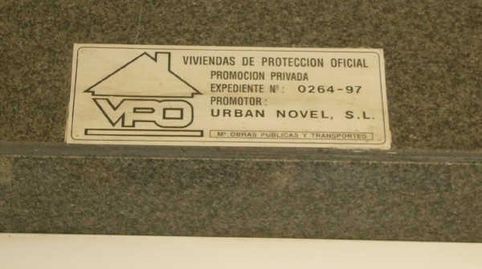 VIVIENDAS DE PROTECCION OFICIAL
PROMOCION PRIVADA
EXPEDIENTE Nº: 0264-97
PROMOTOR:
URBAN NOVEL, S.L.
Mº OBRAS PUBLICAS Y TRANSPORTES
VPO